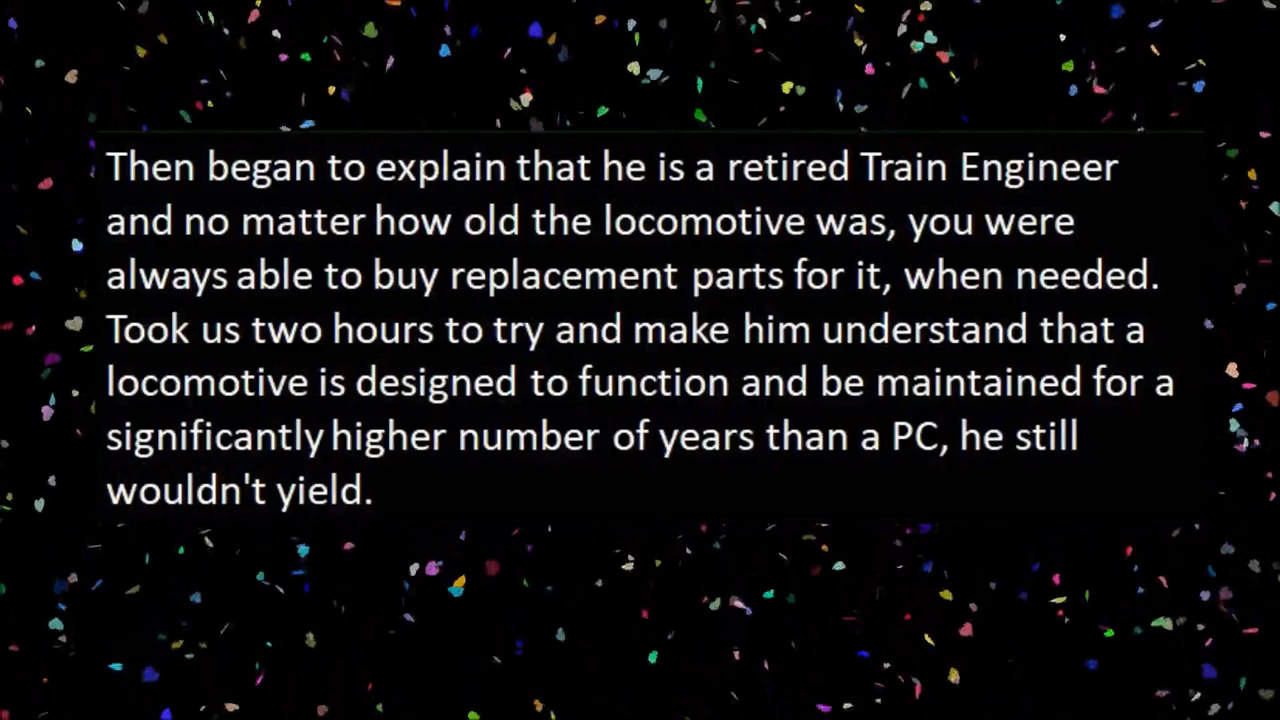 Then began to explain that he is a retired Train Engineer
and no matter how old the locomotive was, you were
always able to buy replacement parts for it, when needed.
Took us two hours to try and make him understand that a
locomotive is designed to function and be maintained for a
significantly higher number of years than a PC, he still
wouldn't yield.